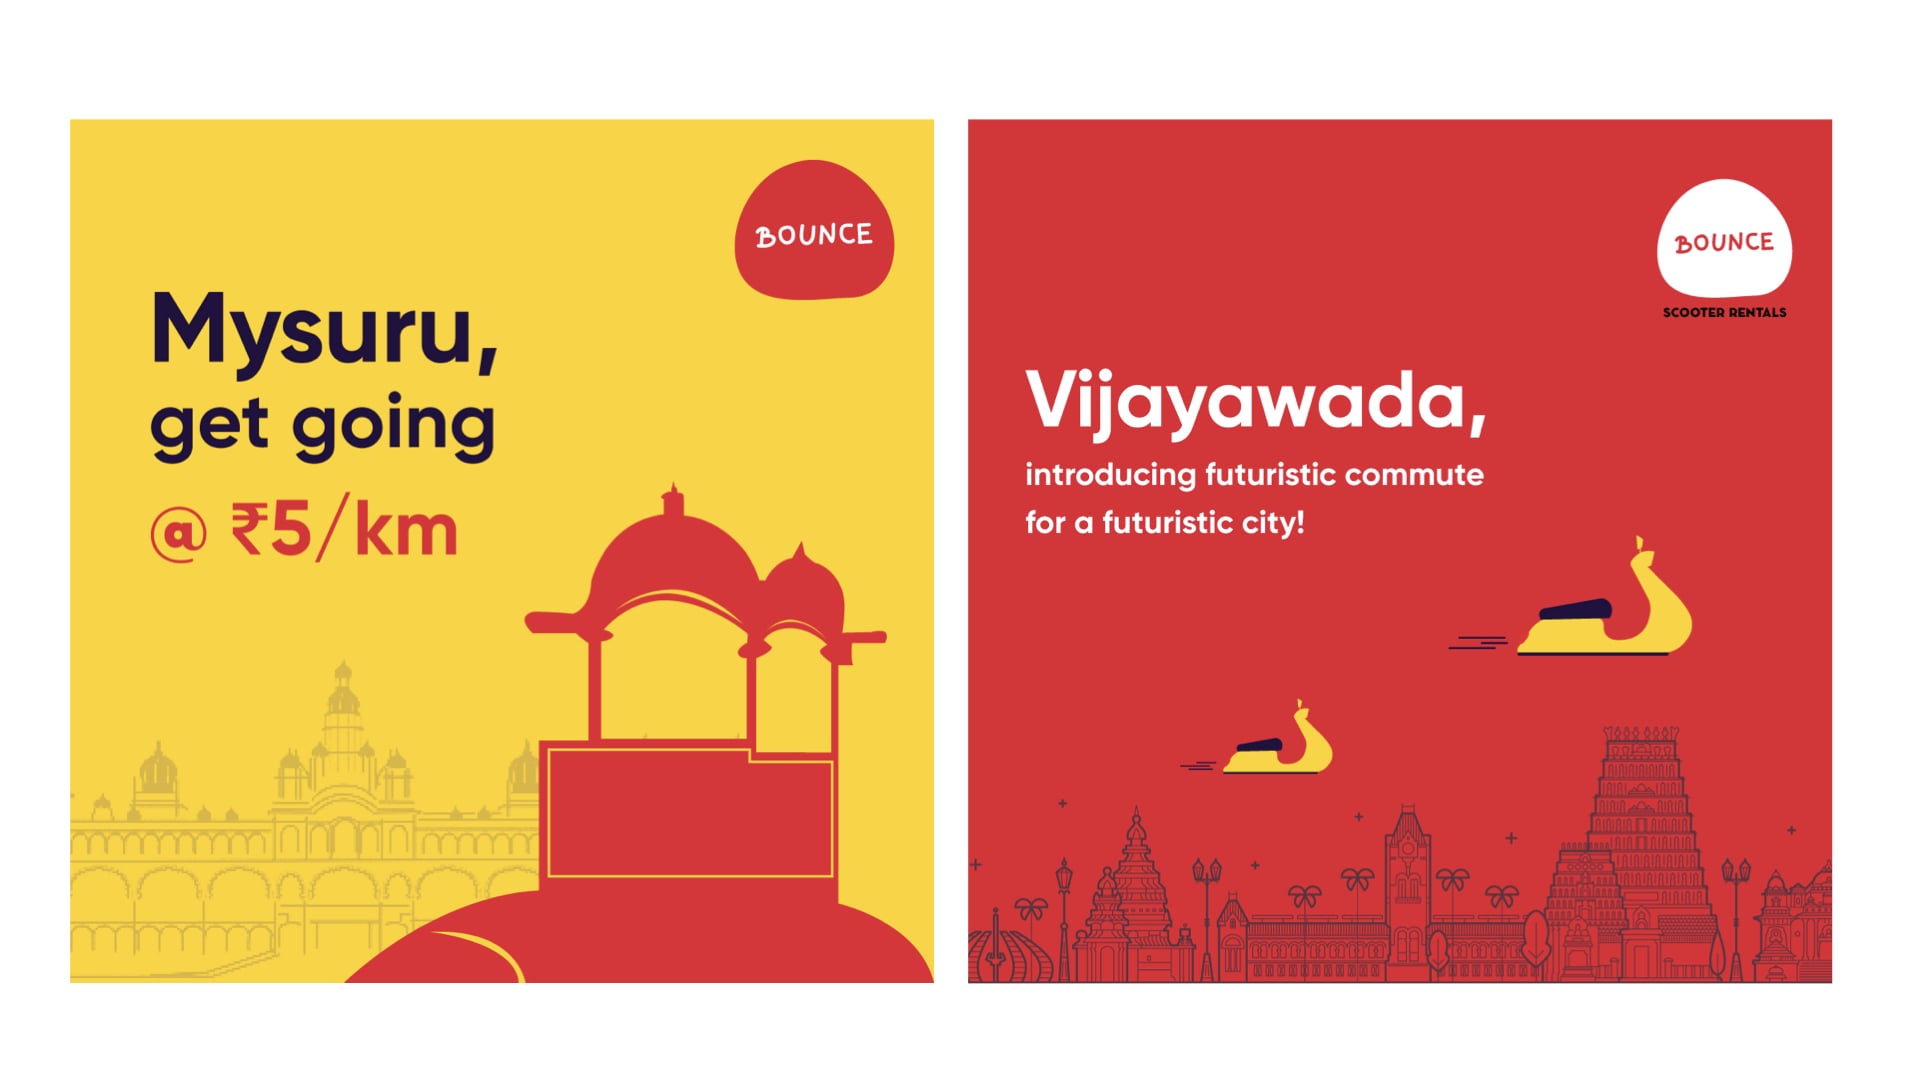 BOUNCE
Mysuru,
get going
@ ₹5/km
BOUNCE
SCOOTER RENTALS
Vijayawada,
introducing futuristic commute
for a futuristic city!